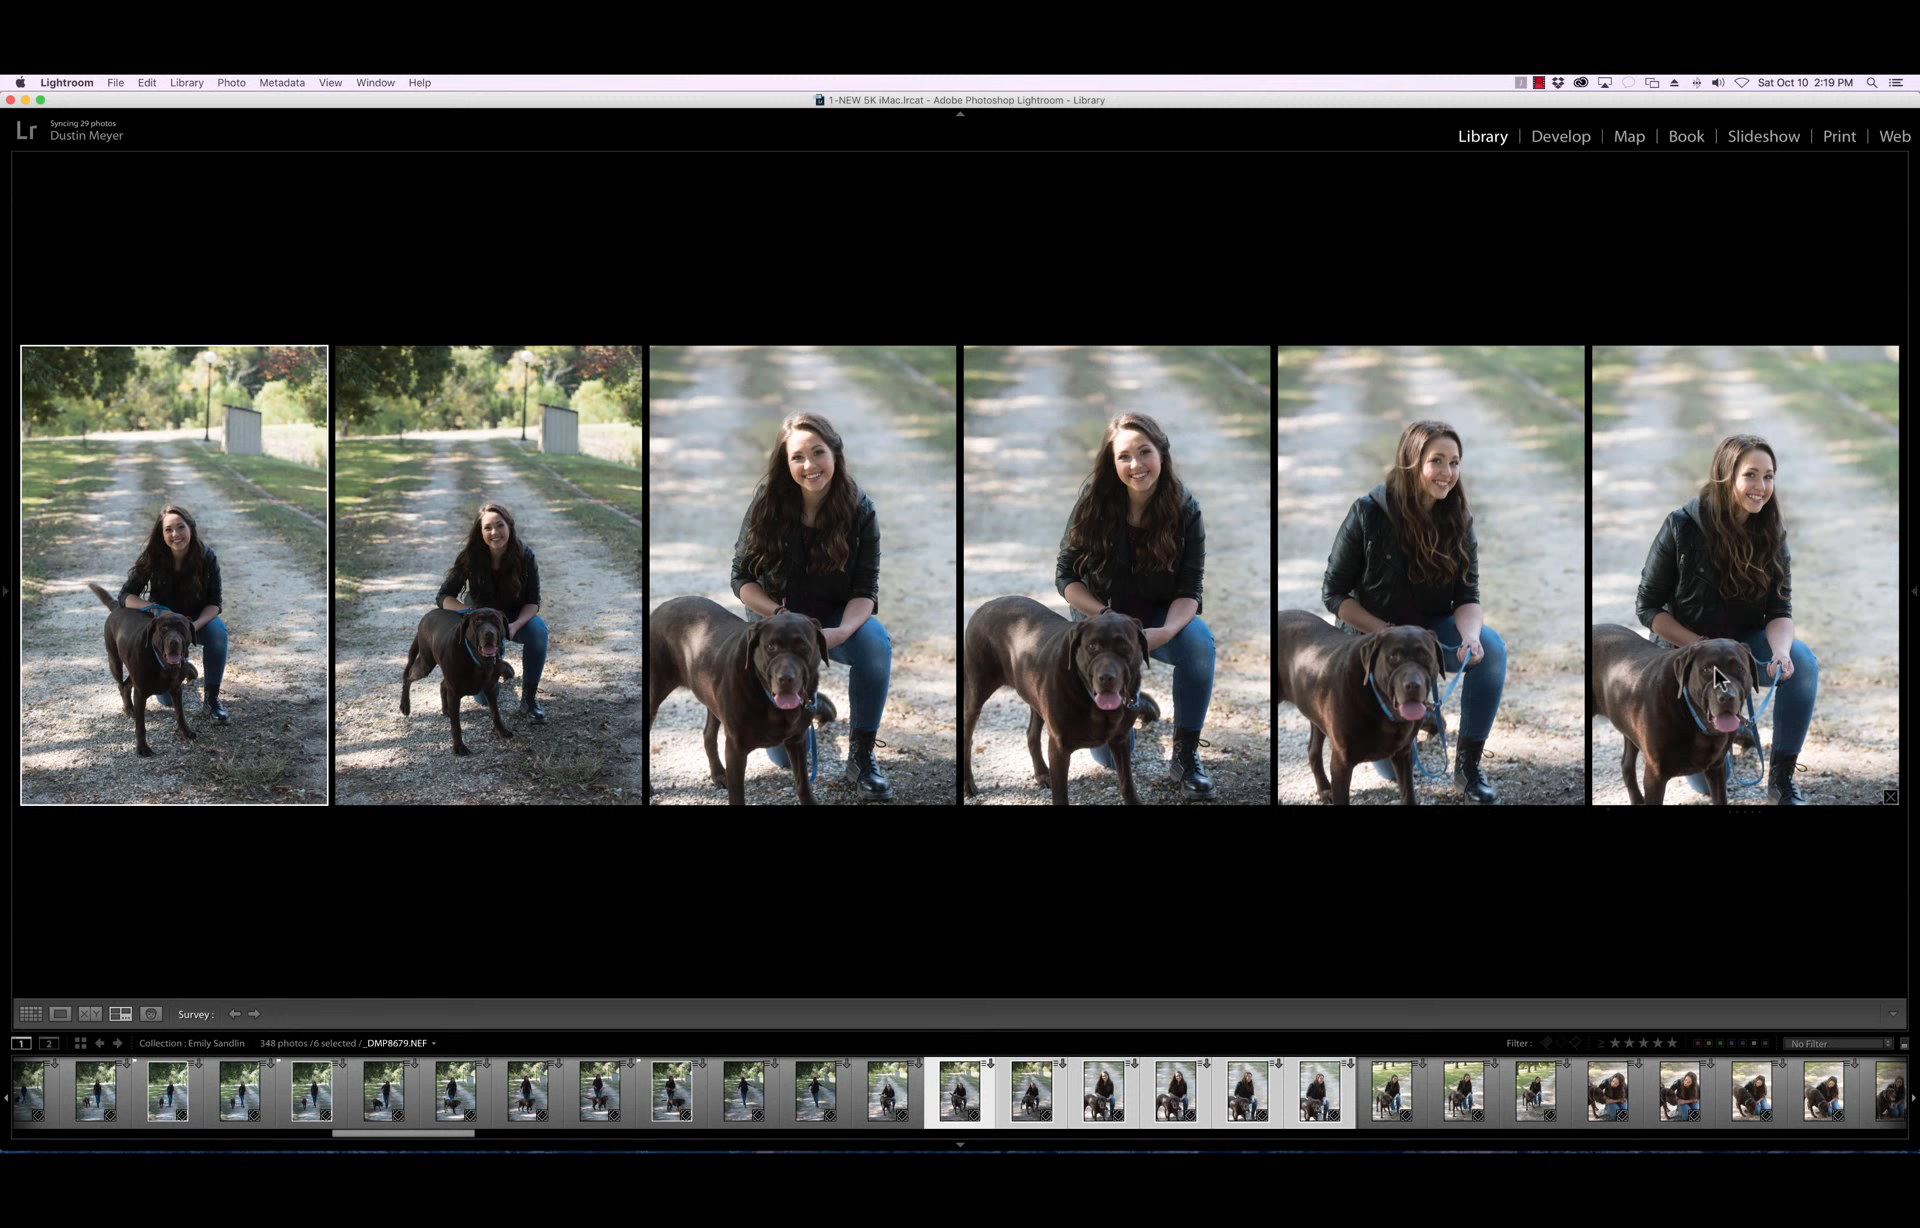 Lightroom File Edit Library Photo Metadata View Window Help
Sat Oct 10 2:19 PM
1-NEW 5K iMac.lrcat - Adobe Photoshop Lightroom - Library
Lr
Syncing 29 photos
Dustin Meyer
Library | Develop | Map | Book | Slideshow | Print | Web
XY
Survey :
1 2
Collection : Emily Sandlin
348 photos /6 selected /_DMP8679.NEF
Filter :
≥
No Filter